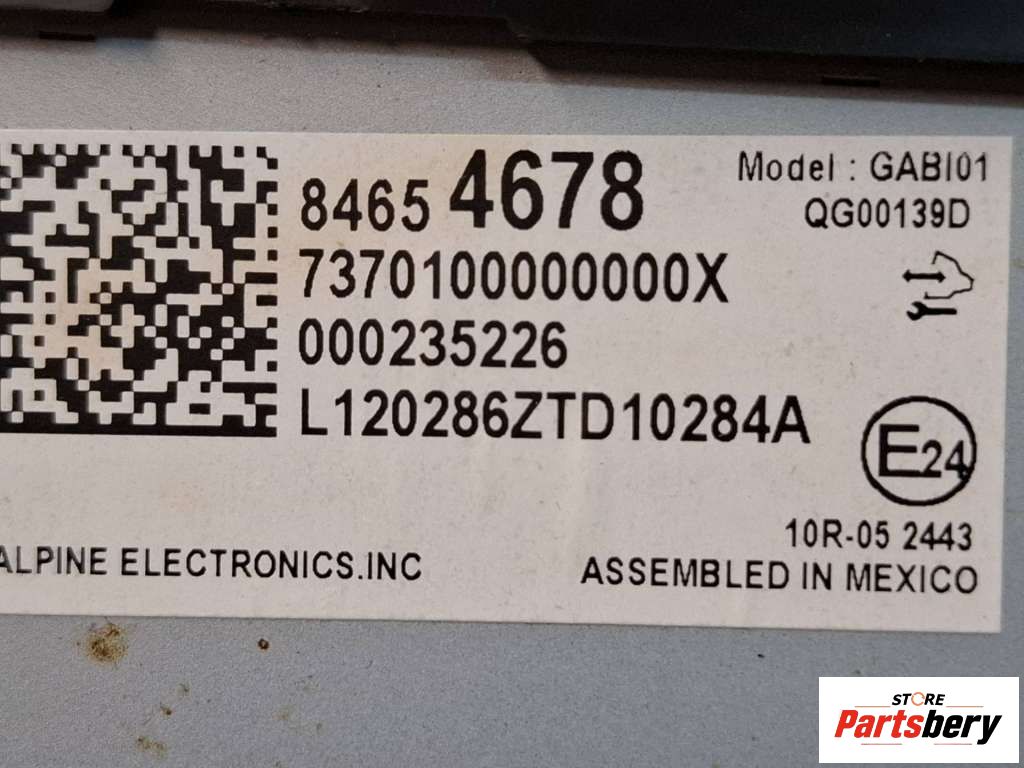 8465 4678
Model : GABI01
QG00139D
7370100000000X
000235226
L120286ZTD10284A
E24
10R-05 2443
ALPINE ELECTRONICS.INC
ASSEMBLED IN MEXICO
STORE
Partsbery